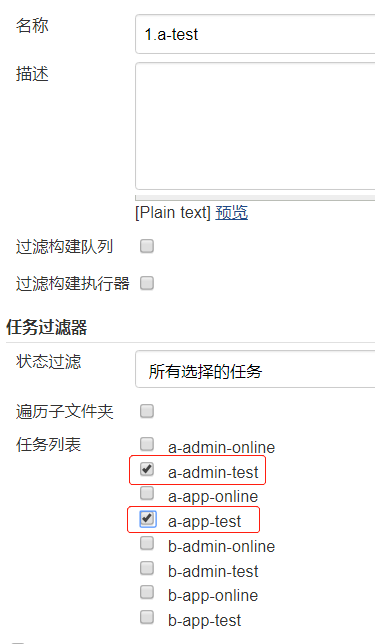 名称
1.a-test
描述
[Plain text] 预览
过滤构建队列
过滤构建执行器
任务过滤器
状态过滤
所有选择的任务
遍历子文件夹
任务列表
a-admin-online
a-admin-test
a-app-online
a-app-test
b-admin-online
b-admin-test
b-app-online
b-app-test